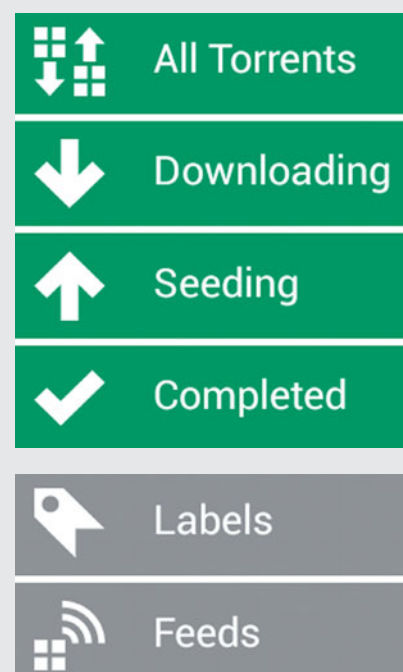 All Torrents
Downloading
Seeding
Completed
Labels
Feeds